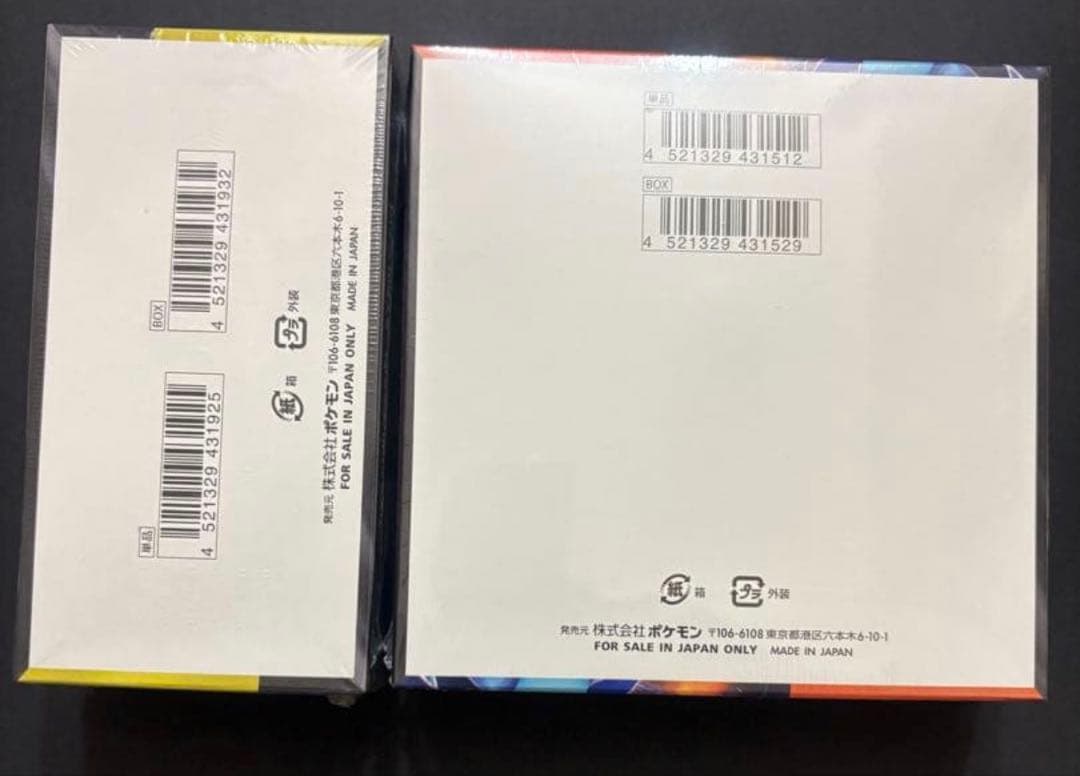 BOX
4 521329 431932
単品
4 521329 431925
プラ 外装
紙 箱
発売元 株式会社ポケモン 〒106-6108 東京都港区六本木6-10-1
FOR SALE IN JAPAN ONLY MADE IN JAPAN
単品
4 521329 431512
BOX
4 521329 431529
紙 箱 プラ 外装
発売元 株式会社ポケモン 〒106-6108 東京都港区六本木6-10-1
FOR SALE IN JAPAN ONLY MADE IN JAPAN